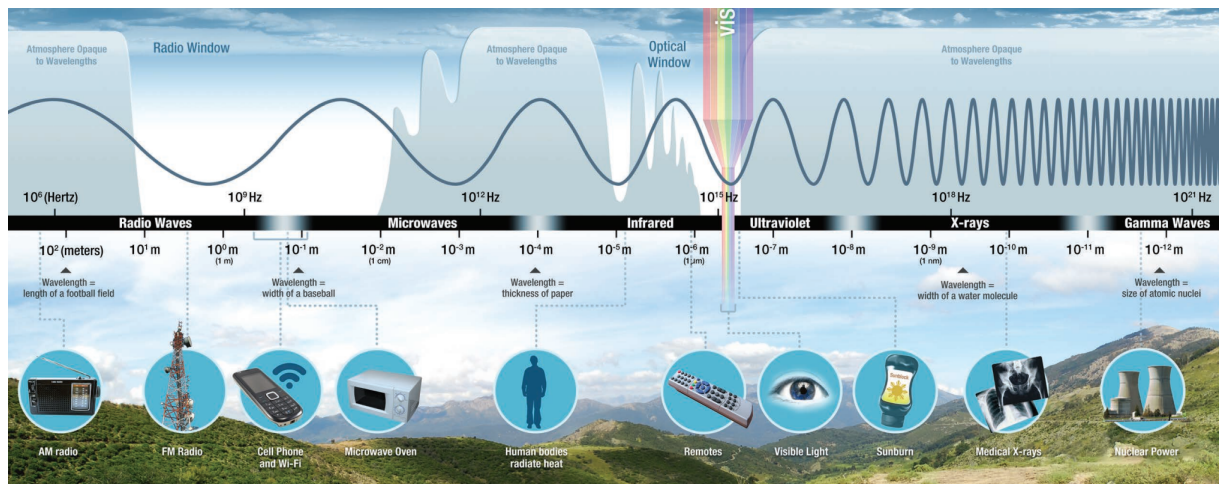 Atmosphere Opaque
to Wavelengths
Radio Window
Atmosphere Opaque
to Wavelengths
Optical
Window
vis
Atmosphere Opaque
to Wavelengths
10⁶ (Hertz)
10⁹ Hz
10¹² Hz
10¹⁵ Hz
10¹⁸ Hz
10²¹ Hz
Radio Waves
Microwaves
Infrared
Ultraviolet
X-rays
Gamma Waves
10² (meters)
10¹ m
10⁰ m
(1 m)
10⁻¹ m
10⁻² m
(1 cm)
10⁻³ m
10⁻⁴ m
10⁻⁵ m
10⁻⁶ m
(1 µm)
10⁻⁷ m
10⁻⁸ m
10⁻⁹ m
(1 nm)
10⁻¹⁰ m
10⁻¹¹ m
10⁻¹² m
Wavelength =
length of a football field
Wavelength =
width of a baseball
Wavelength =
thickness of paper
Wavelength =
width of a water molecule
Wavelength =
size of atomic nuclei
AM radio
FM Radio
Cell Phone
and Wi-Fi
Microwave Oven
Human bodies
radiate heat
Remotes
Visible Light
Sunburn
Medical X-rays
Nuclear Power